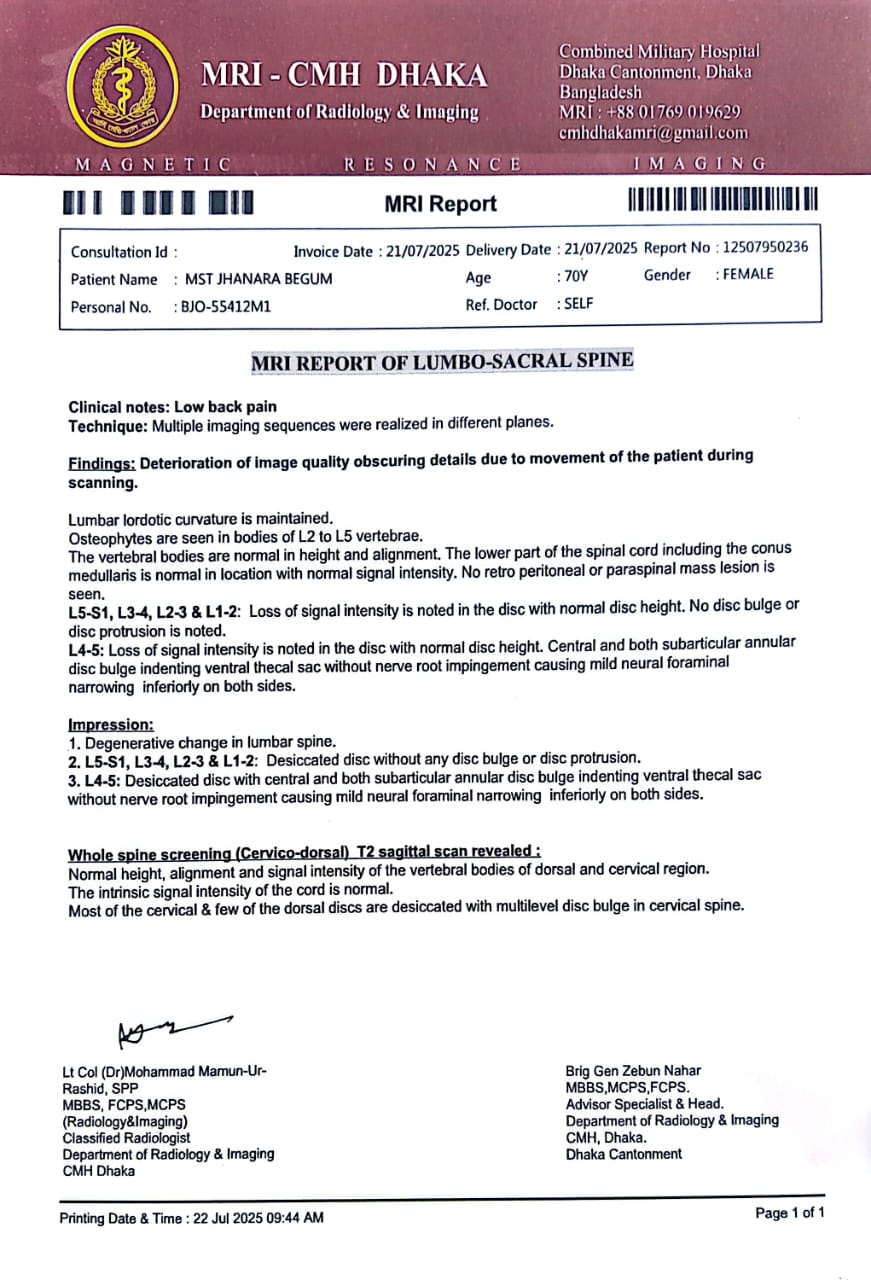 MRI - CMH DHAKA
Department of Radiology & Imaging
Combined Military Hospital
Dhaka Cantonment, Dhaka
Bangladesh
MRI : +88 01769 019629
cmhdhakamri@gmail.com
MAGNETIC RESONANCE IMAGING
MRI Report
Consultation Id : Invoice Date : 21/07/2025 Delivery Date : 21/07/2025 Report No : 12507950236
Patient Name : MST JHANARA BEGUM Age : 70Y Gender : FEMALE
Personal No. : BJO-55412M1 Ref. Doctor : SELF
MRI REPORT OF LUMBO-SACRAL SPINE
Clinical notes: Low back pain
Technique: Multiple imaging sequences were realized in different planes.
Findings: Deterioration of image quality obscuring details due to movement of the patient during
scanning.
Lumbar lordotic curvature is maintained.
Osteophytes are seen in bodies of L2 to L5 vertebrae.
The vertebral bodies are normal in height and alignment. The lower part of the spinal cord including the conus
medullaris is normal in location with normal signal intensity. No retro peritoneal or paraspinal mass lesion is
seen.
L5-S1, L3-4, L2-3 & L1-2: Loss of signal intensity is noted in the disc with normal disc height. No disc bulge or
disc protrusion is noted.
L4-5: Loss of signal intensity is noted in the disc with normal disc height. Central and both subarticular annular
disc bulge indenting ventral thecal sac without nerve root impingement causing mild neural foraminal
narrowing inferiorly on both sides.
Impression:
1. Degenerative change in lumbar spine.
2. L5-S1, L3-4, L2-3 & L1-2: Desiccated disc without any disc bulge or disc protrusion.
3. L4-5: Desiccated disc with central and both subarticular annular disc bulge indenting ventral thecal sac
without nerve root impingement causing mild neural foraminal narrowing inferiorly on both sides.
Whole spine screening (Cervico-dorsal) T2 sagittal scan revealed :
Normal height, alignment and signal intensity of the vertebral bodies of dorsal and cervical region.
The intrinsic signal intensity of the cord is normal.
Most of the cervical & few of the dorsal discs are desiccated with multilevel disc bulge in cervical spine.
Lt Col (Dr)Mohammad Mamun-Ur-
Rashid, SPP
MBBS, FCPS,MCPS
(Radiology&Imaging)
Classified Radiologist
Department of Radiology & Imaging
CMH Dhaka
Brig Gen Zebun Nahar
MBBS,MCPS,FCPS.
Advisor Specialist & Head.
Department of Radiology & Imaging
CMH, Dhaka.
Dhaka Cantonment
Printing Date & Time : 22 Jul 2025 09:44 AM
Page 1 of 1